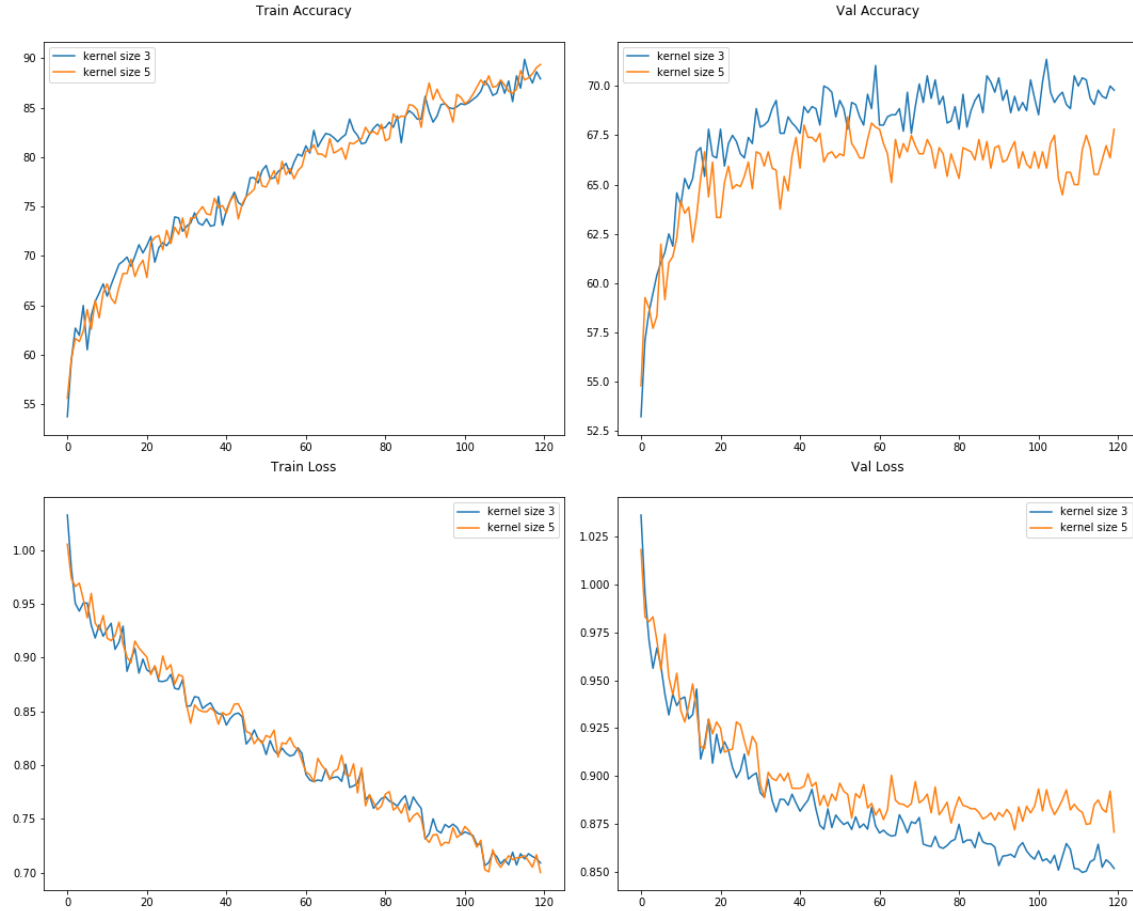 Train Accuracy
kernel size 3
kernel size 5
90
85
80
75
70
65
60
55
0 20 40 60 80 100 120
Val Accuracy
kernel size 3
kernel size 5
70.0
67.5
65.0
62.5
60.0
57.5
55.0
52.5
0 20 40 60 80 100 120
Train Loss
kernel size 3
kernel size 5
1.00
0.95
0.90
0.85
0.80
0.75
0.70
0 20 40 60 80 100 120
Val Loss
kernel size 3
kernel size 5
1.025
1.000
0.975
0.950
0.925
0.900
0.875
0.850
0 20 40 60 80 100 120